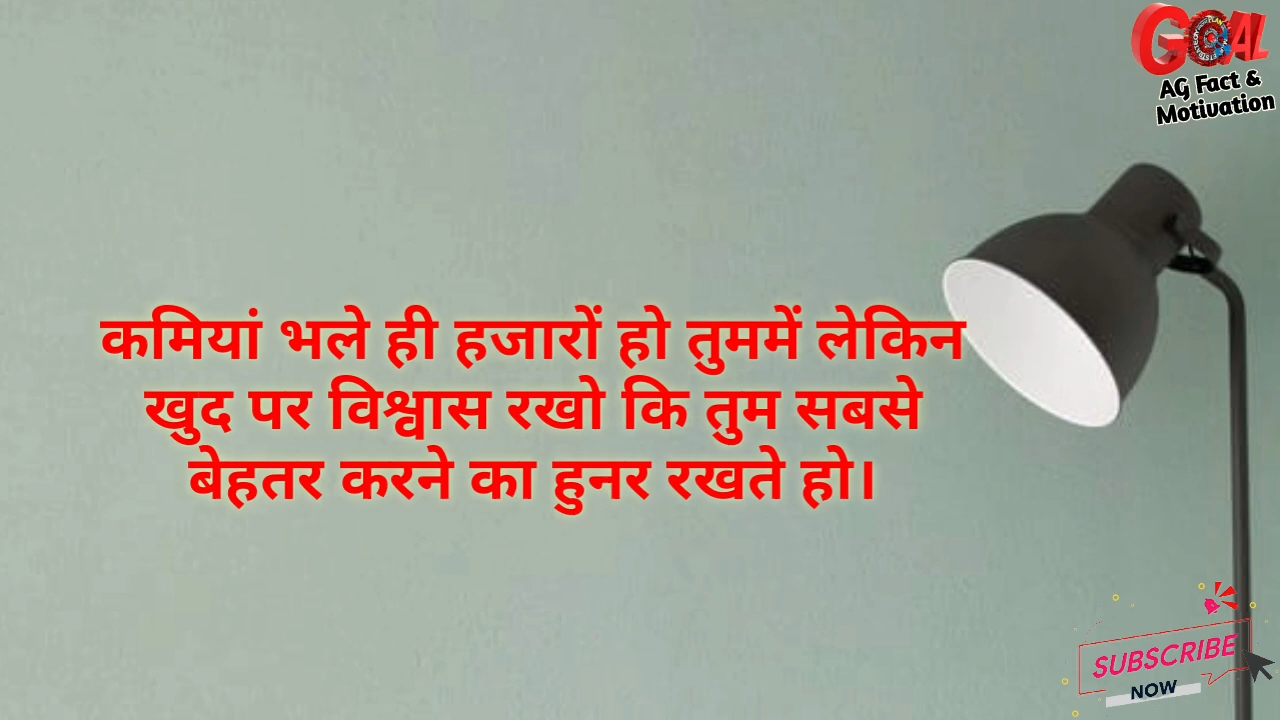 GOAL
AG Fact &
Motivation
कमियां भले ही हजारों हो तुममें लेकिन
खुद पर विश्वास रखो कि तुम सबसे
बेहतर करने का हुनर रखते हो।
SUBSCRIBE
NOW